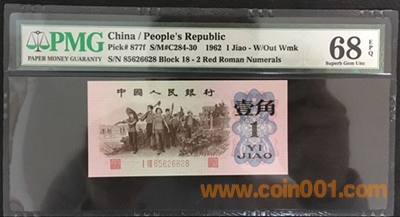 PMG
PAPER MONEY GUARANTY
China / People's Republic
Pick# 877f S/M#C284-30 1962 1 Jiao - W/Out Wmk
S/N 85626628 Block 18 - 2 Red Roman Numerals
68 EPQ
Superb Gem Unc
中国人民银行
壹角
1
YI
JIAO
I VIII 85626628
www.coin001.com